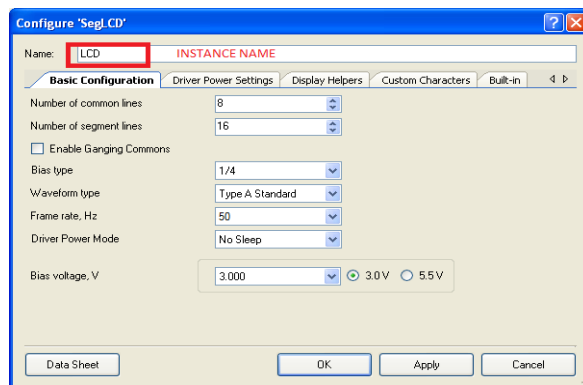 Configure 'SegLCD'
Name: LCD INSTANCE NAME
Basic Configuration Driver Power Settings Display Helpers Custom Characters Built-in
Number of common lines 8
Number of segment lines 16
Enable Ganging Commons
Bias type 1/4
Waveform type Type A Standard
Frame rate, Hz 50
Driver Power Mode No Sleep
Bias voltage, V 3.000 3.0 V 5.5 V
Data Sheet OK Apply Cancel